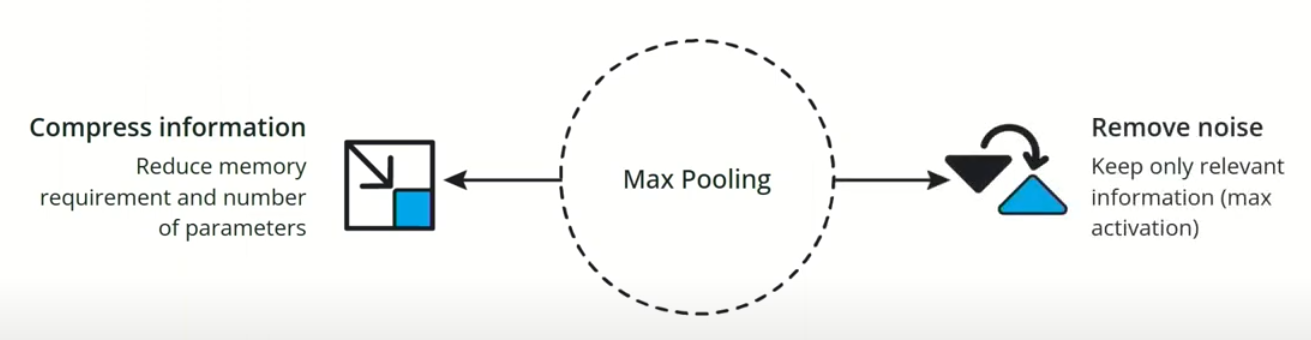 Compress information
Reduce memory
requirement and number
of parameters
Max Pooling
Remove noise
Keep only relevant
information (max
activation)